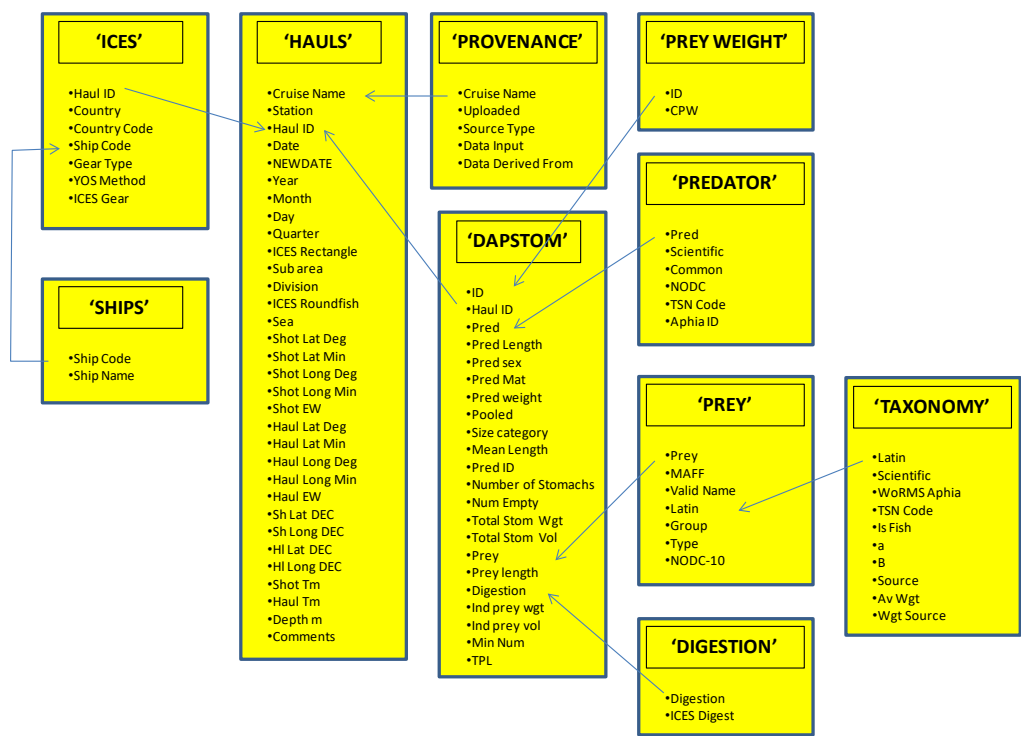 ‘ICES’
•Haul ID
•Country
•Country Code
•Ship Code
•Gear Type
•YOS Method
•ICES Gear
‘SHIPS’
•Ship Code
•Ship Name
‘HAULS’
•Cruise Name
•Station
•Haul ID
•Date
•NEWDATE
•Year
•Month
•Day
•Quarter
•ICES Rectangle
•Sub area
•Division
•ICES Roundfish
•Sea
•Shot Lat Deg
•Shot Lat Min
•Shot Long Deg
•Shot Long Min
•Shot EW
•Haul Lat Deg
•Haul Lat Min
•Haul Long Deg
•Haul Long Min
•Haul EW
•Sh Lat DEC
•Sh Long DEC
•Hl Lat DEC
•Hl Long DEC
•Shot Tm
•Haul Tm
•Depth m
•Comments
‘PROVENANCE’
•Cruise Name
•Uploaded
•Source Type
•Data Input
•Data Derived From
‘DAPSTOM’
•ID
•Haul ID
•Pred
•Pred Length
•Pred sex
•Pred Mat
•Pred weight
•Pooled
•Size category
•Mean Length
•Pred ID
•Number of Stomachs
•Num Empty
•Total Stom Wgt
•Total Stom Vol
•Prey
•Prey length
•Digestion
•Ind prey wgt
•Ind prey vol
•Min Num
•TPL
‘PREY WEIGHT’
•ID
•CPW
‘PREDATOR’
•Pred
•Scientific
•Common
•NODC
•TSN Code
•Aphia ID
‘PREY’
•Prey
•MAFF
•Valid Name
•Latin
•Group
•Type
•NODC-10
‘DIGESTION’
•Digestion
•ICES Digest
‘TAXONOMY’
•Latin
•Scientific
•WoRMS Aphia
•TSN Code
•Is Fish
•a
•B
•Source
•Av Wgt
•Wgt Source